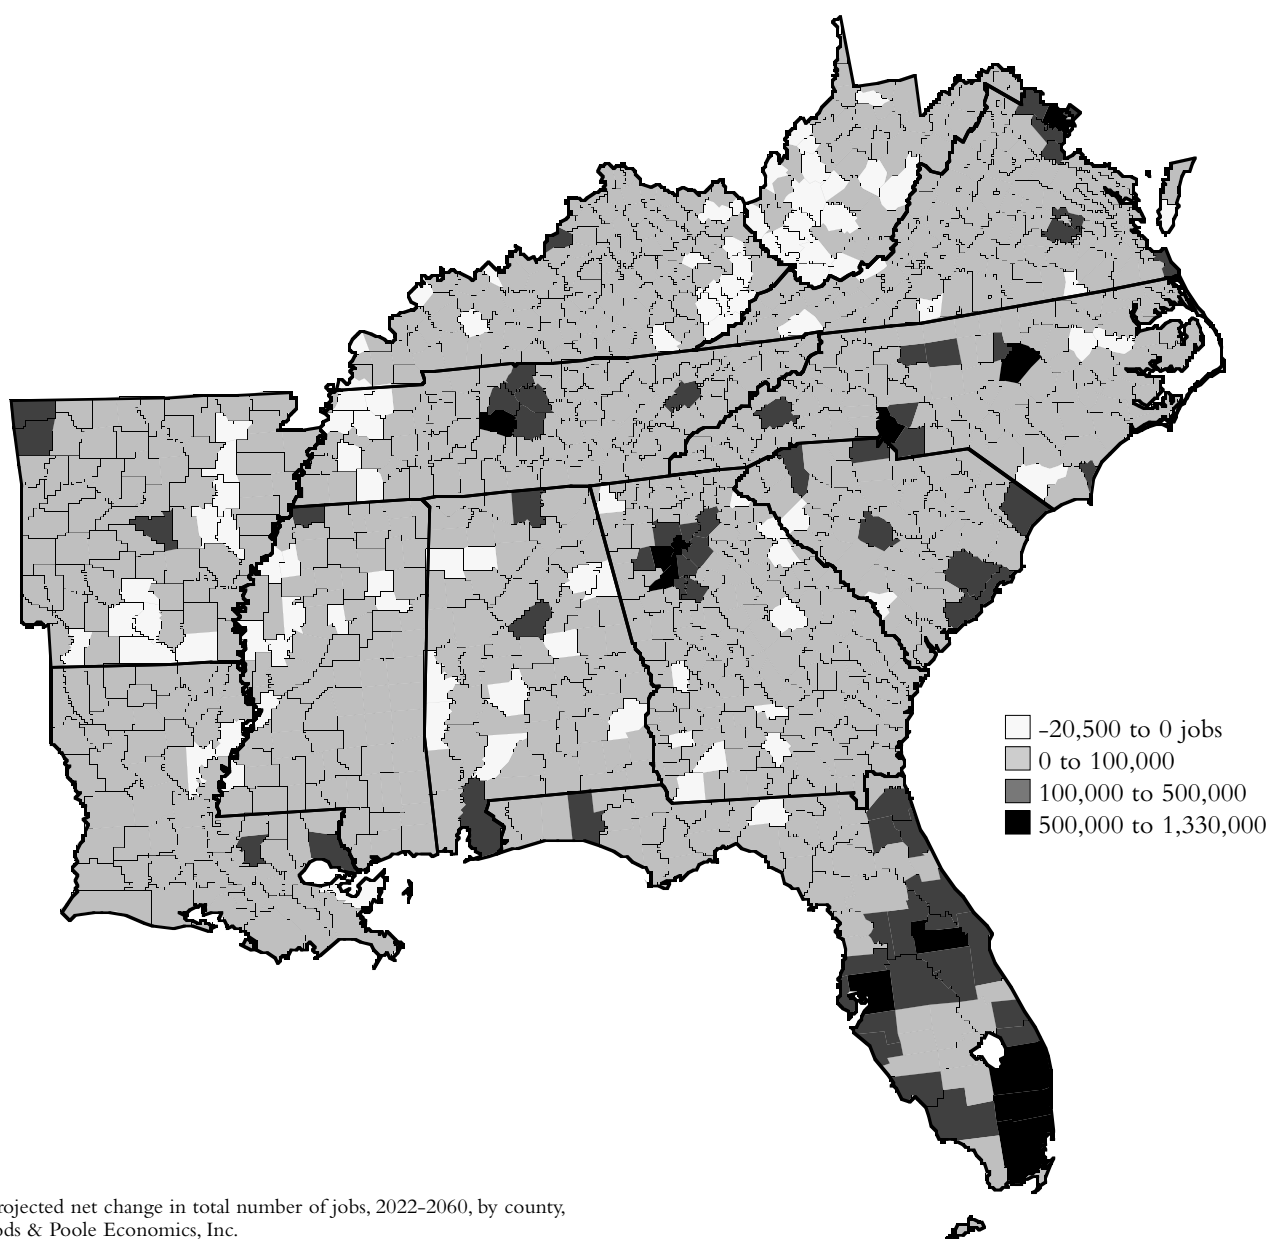 -20,500 to 0 jobs
0 to 100,000
100,000 to 500,000
500,000 to 1,330,000
rojected net change in total number of jobs, 2022-2060, by county,
ods & Poole Economics, Inc.